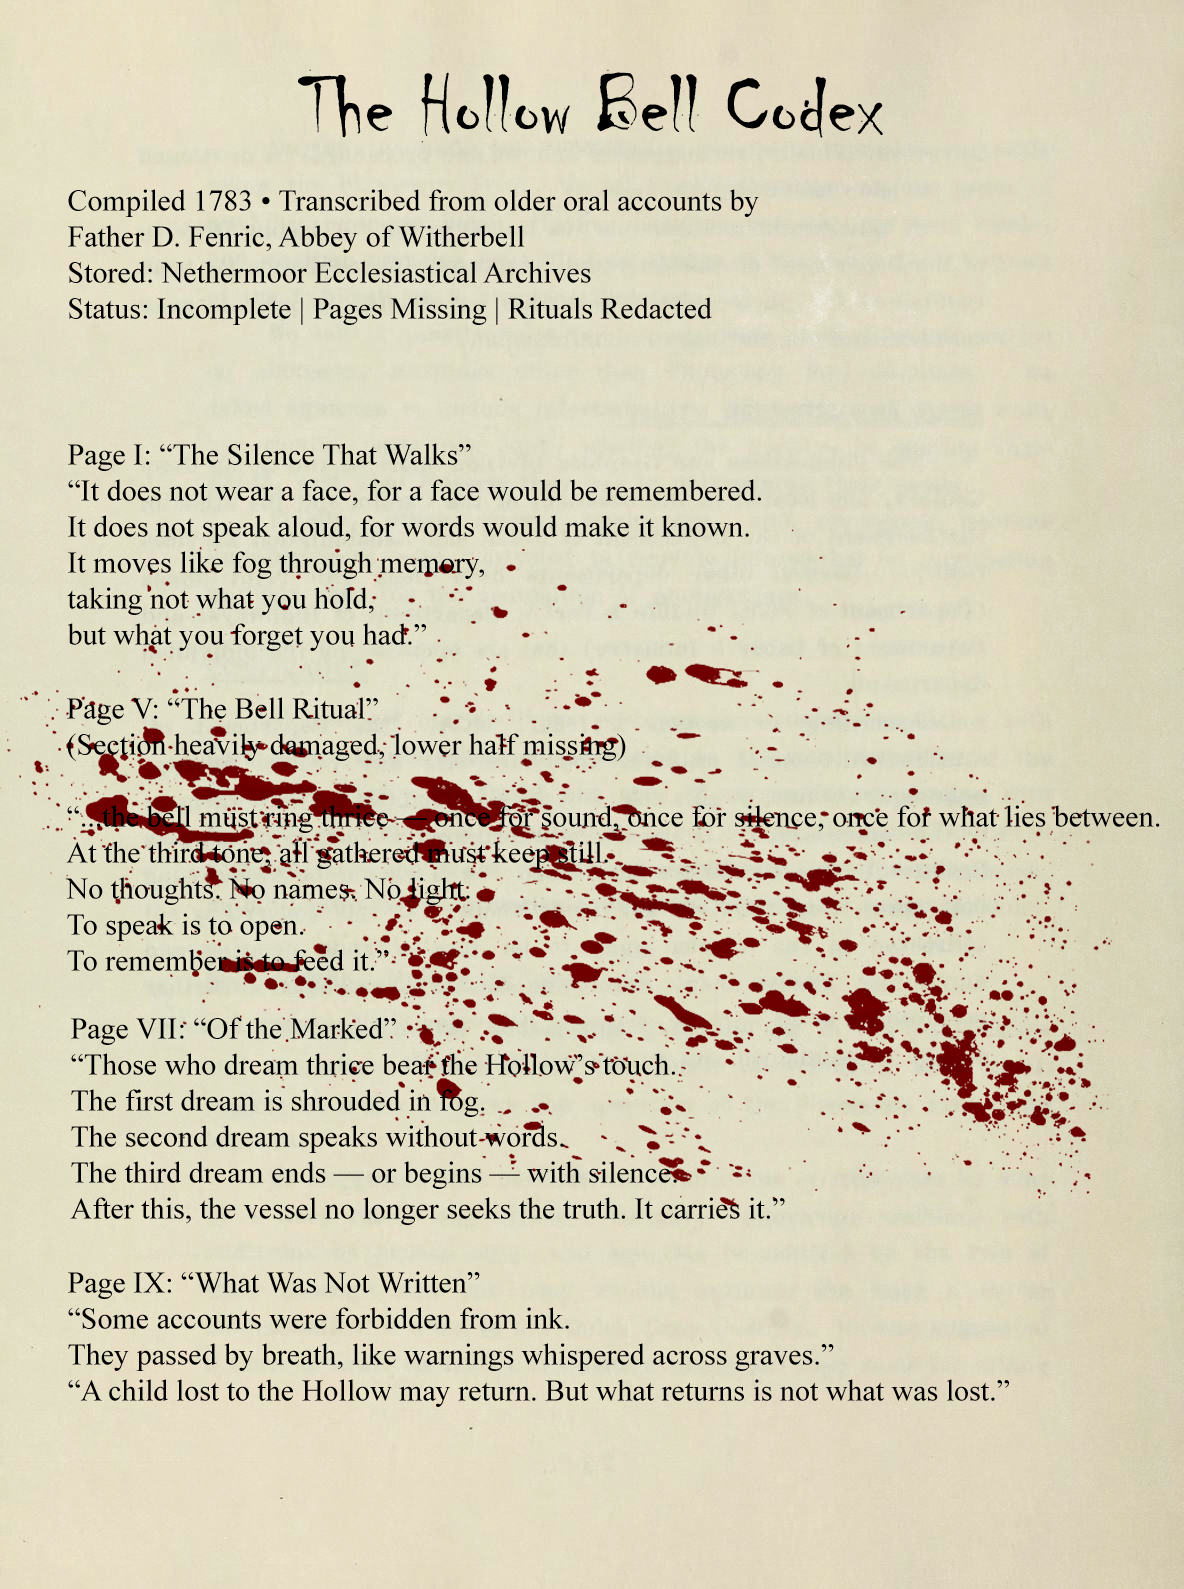 The Hollow Bell Codex
Compiled 1783 • Transcribed from older oral accounts by
Father D. Fenric, Abbey of Witherbell
Stored: Nethermoor Ecclesiastical Archives
Status: Incomplete | Pages Missing | Rituals Redacted
Page I: “The Silence That Walks”
“It does not wear a face, for a face would be remembered.
It does not speak aloud, for words would make it known.
It moves like fog through memory,
taking not what you hold,
but what you forget you had.”
Page V: “The Bell Ritual”
(Section heavily damaged, lower half missing)
“...the bell must ring thrice — once for sound, once for silence, once for what lies between.
At the third tone, all gathered must keep still.
No thoughts. No names. No light.
To speak is to open.
To remember is to feed it.”
Page VII: “Of the Marked”
“Those who dream thrice bear the Hollow’s touch.
The first dream is shrouded in fog.
The second dream speaks without words.
The third dream ends — or begins — with silence.
After this, the vessel no longer seeks the truth. It carries it.”
Page IX: “What Was Not Written”
“Some accounts were forbidden from ink.
They passed by breath, like warnings whispered across graves.”
“A child lost to the Hollow may return. But what returns is not what was lost.”